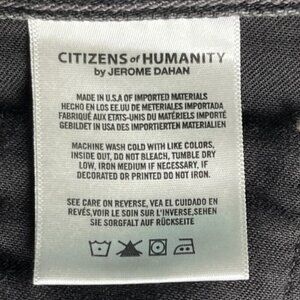 CITIZENS of HUMANITY
by JEROME DAHAN
MADE IN U.S.A OF IMPORTED MATERIALS
HECHO EN LOS EE.UU DE METERIALES IMPORTADA
FABRIQUÉ AUX ETATS-UNIS DU MATÉRIELS IMPORTÉ
GEBILDET IN USA DES IMPORTIERTEN MATERIALEN
MACHINE WASH COLD WITH LIKE COLORS,
INSIDE OUT, DO NOT BLEACH, TUMBLE DRY
LOW, IRON MEDIUM IF NECESSARY. IF
DECORATED OR PRINTED DO NOT IRON.
SEE CARE ON REVERSE, VEA EL CUIDADO EN
REVES, VOIR LE SOIN SUR L'INVERSE, SEHEN
SIE SORGFALT AUF RÜCKSEITE